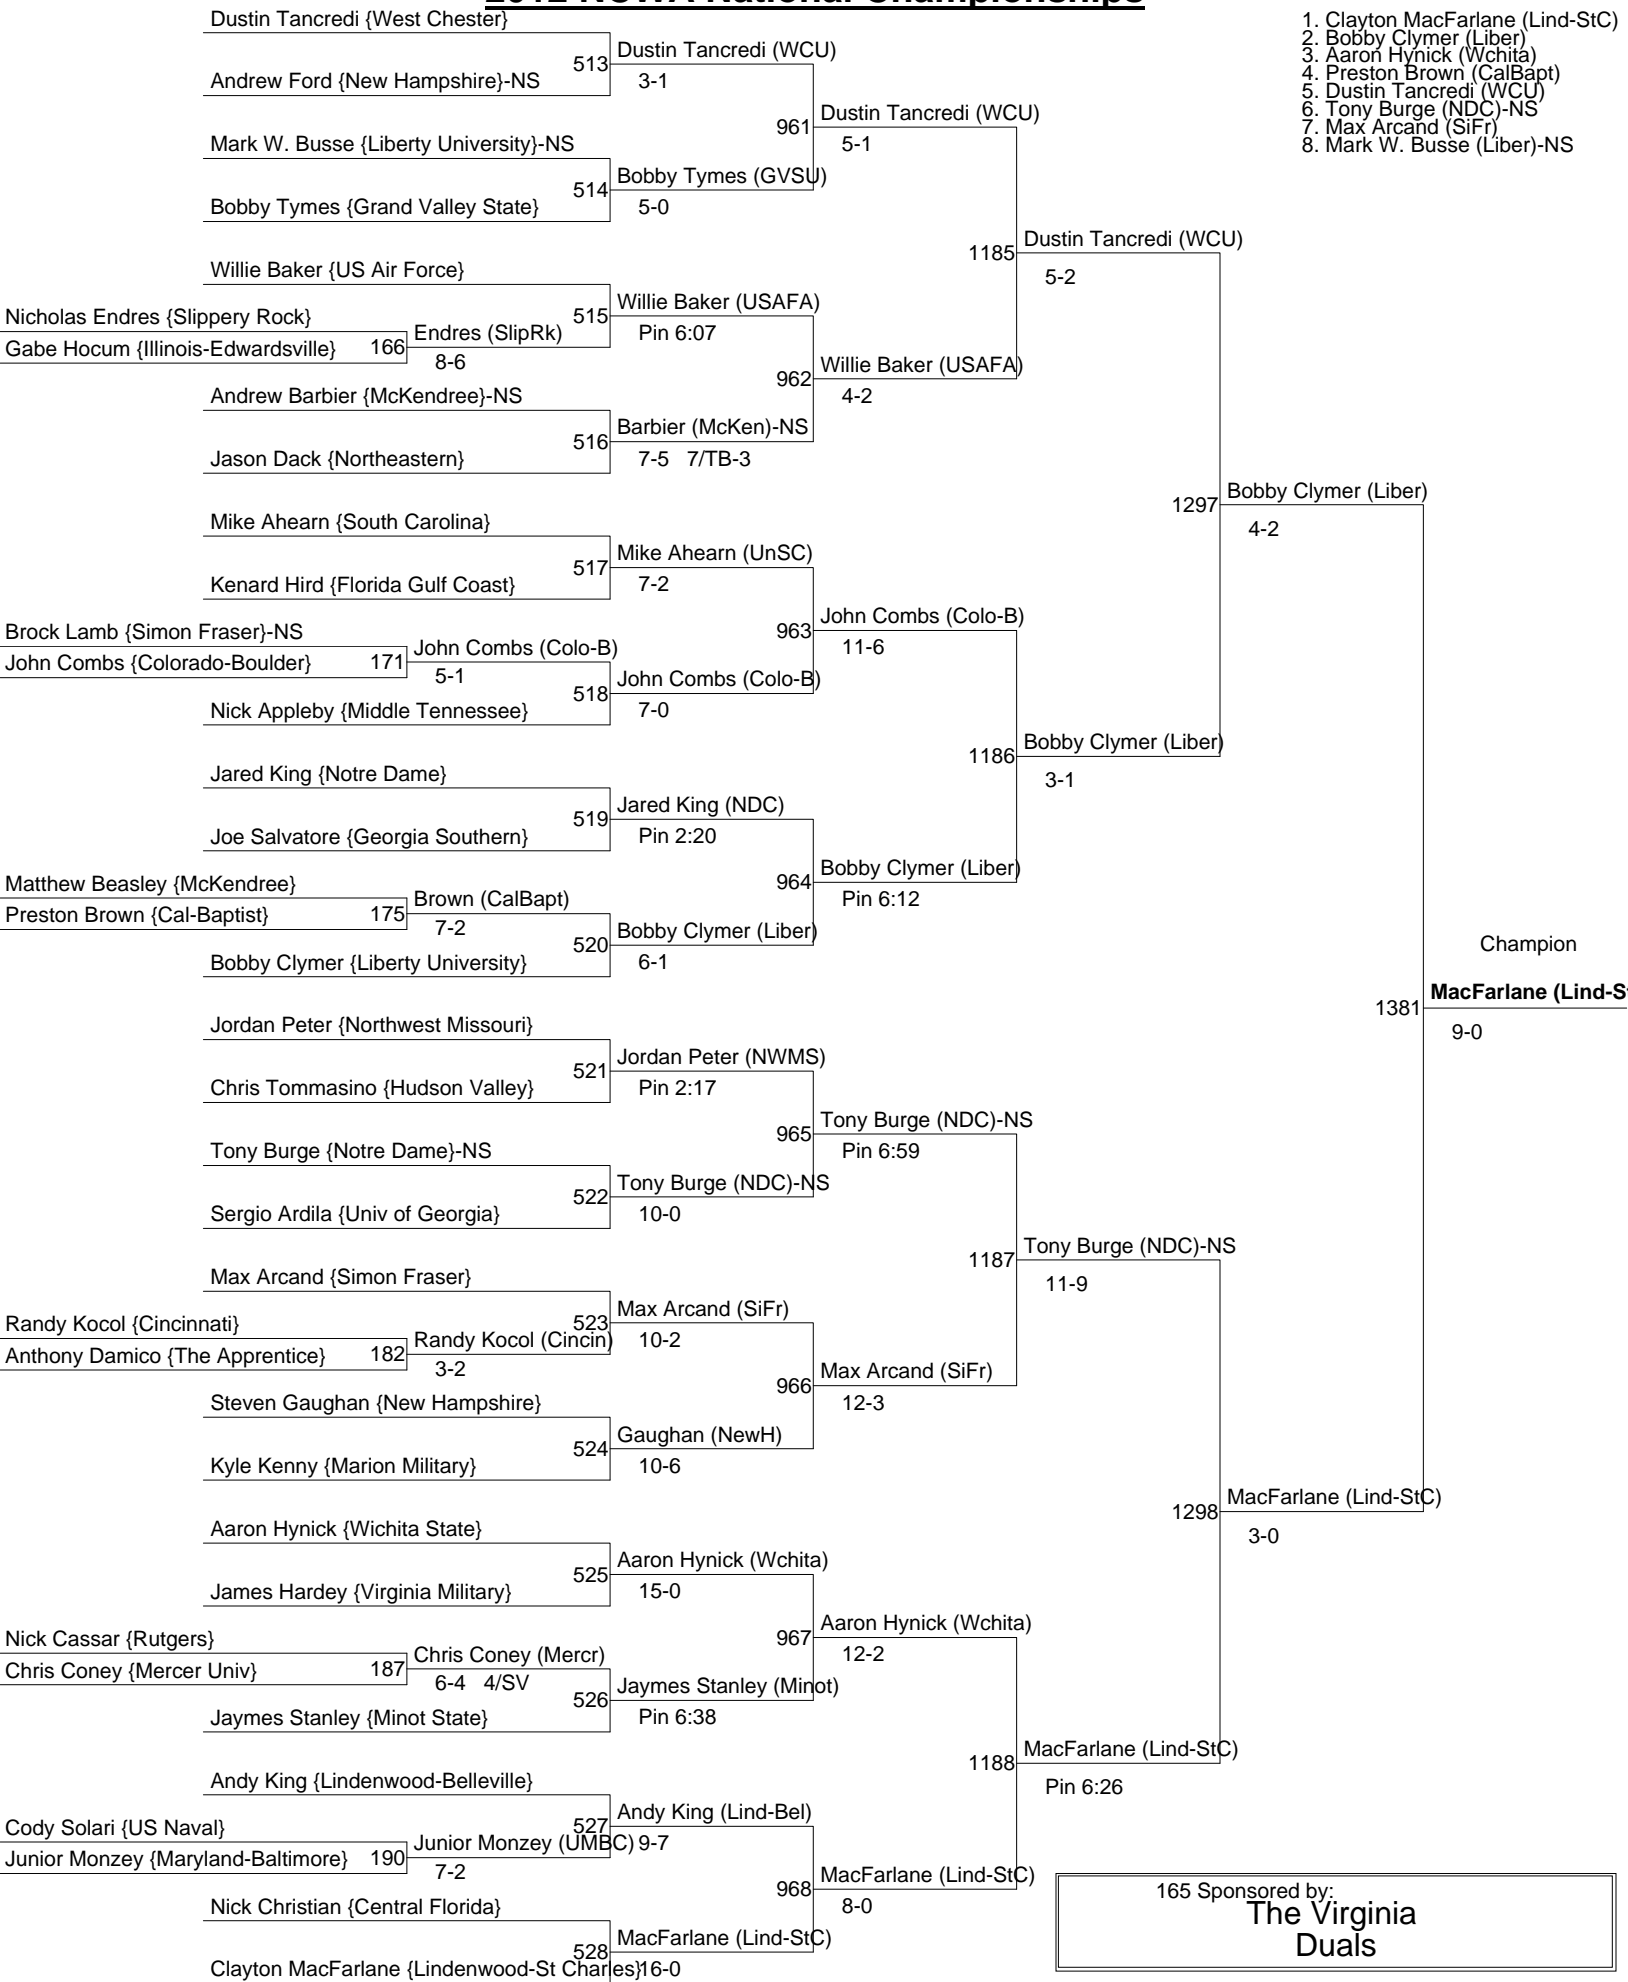 2012 NCWA National Championships
1. Clayton MacFarlane (Lind-StC)
2. Bobby Clymer (Liber)
3. Aaron Hynick (Wchita)
4. Preston Brown (CalBapt)
5. Dustin Tancredi (WCU)
6. Tony Burge (NDC)-NS
7. Max Arcand (SiFr)
8. Mark W. Busse (Liber)-NS
Dustin Tancredi {West Chester}
513 Dustin Tancredi (WCU)
Andrew Ford {New Hampshire}-NS
3-1
961 Dustin Tancredi (WCU)
5-1
Mark W. Busse {Liberty University}-NS
514 Bobby Tymes (GVSU)
Bobby Tymes {Grand Valley State}
5-0
1185 Dustin Tancredi (WCU)
5-2
Willie Baker {US Air Force}
515 Willie Baker (USAFA)
Pin 6:07
Nicholas Endres {Slippery Rock}
Gabe Hocum {Illinois-Edwardsville} 166
Endres (SlipRk)
8-6
962 Willie Baker (USAFA)
4-2
Andrew Barbier {McKendree}-NS
516 Barbier (McKen)-NS
Jason Dack {Northeastern}
7-5 7/TB-3
1297 Bobby Clymer (Liber)
4-2
Mike Ahearn {South Carolina}
517 Mike Ahearn (UnSC)
Kenard Hird {Florida Gulf Coast}
7-2
963 John Combs (Colo-B)
11-6
Brock Lamb {Simon Fraser}-NS
John Combs {Colorado-Boulder} 171
John Combs (Colo-B)
5-1
518 John Combs (Colo-B)
7-0
Nick Appleby {Middle Tennessee}
1186 Bobby Clymer (Liber)
3-1
Jared King {Notre Dame}
519 Jared King (NDC)
Joe Salvatore {Georgia Southern}
Pin 2:20
964 Bobby Clymer (Liber)
Pin 6:12
Matthew Beasley {McKendree}
Preston Brown {Cal-Baptist} 175
Brown (CalBapt)
7-2
520 Bobby Clymer (Liber)
6-1
Bobby Clymer {Liberty University}
Champion
1381 MacFarlane (Lind-St
9-0
Jordan Peter {Northwest Missouri}
521 Jordan Peter (NWMS)
Chris Tommasino {Hudson Valley}
Pin 2:17
965 Tony Burge (NDC)-NS
Pin 6:59
Tony Burge {Notre Dame}-NS
522 Tony Burge (NDC)-NS
Sergio Ardila {Univ of Georgia}
10-0
1187 Tony Burge (NDC)-NS
11-9
Max Arcand {Simon Fraser}
523 Max Arcand (SiFr)
10-2
Randy Kocol {Cincinnati}
Anthony Damico {The Apprentice} 182
Randy Kocol (Cincin)
3-2
966 Max Arcand (SiFr)
12-3
Steven Gaughan {New Hampshire}
524 Gaughan (NewH)
Kyle Kenny {Marion Military}
10-6
1298 MacFarlane (Lind-StC)
3-0
Aaron Hynick {Wichita State}
525 Aaron Hynick (Wchita)
James Hardey {Virginia Military}
15-0
967 Aaron Hynick (Wchita)
12-2
Nick Cassar {Rutgers}
Chris Coney {Mercer Univ} 187
Chris Coney (Mercr)
6-4 4/SV
526 Jaymes Stanley (Minot)
Pin 6:38
Jaymes Stanley {Minot State}
1188 MacFarlane (Lind-StC)
Pin 6:26
Andy King {Lindenwood-Belleville}
527 Andy King (Lind-Bel)
9-7
Cody Solari {US Naval}
Junior Monzey {Maryland-Baltimore} 190
Junior Monzey (UMBC)
7-2
968 MacFarlane (Lind-StC)
8-0
Nick Christian {Central Florida}
528 MacFarlane (Lind-StC)
Clayton MacFarlane {Lindenwood-St Charles}
16-0
165 Sponsored by:
The Virginia
Duals